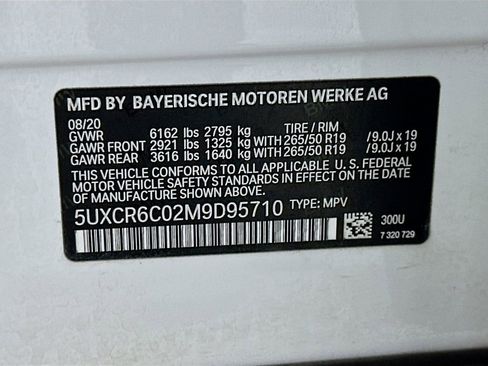 MFD BY BAYERISCHE MOTOREN WERKE AG
08/20
GVWR 6162 lbs 2795 kg TIRE / RIM
GAWR FRONT 2921 lbs 1325 kg WITH 265/50 R19 /9.0J x 19
GAWR REAR 3616 lbs 1640 kg WITH 265/50 R19 /9.0J x 19
THIS VEHICLE CONFORMS TO ALL APPLICABLE U. S. FEDERAL
MOTOR VEHICLE SAFETY STANDARDS IN EFFECT ON THE
DATE OF MANUFACTURE SHOWN ABOVE.
5UXCR6C02M9D95710 TYPE: MPV
300U
7 320 729